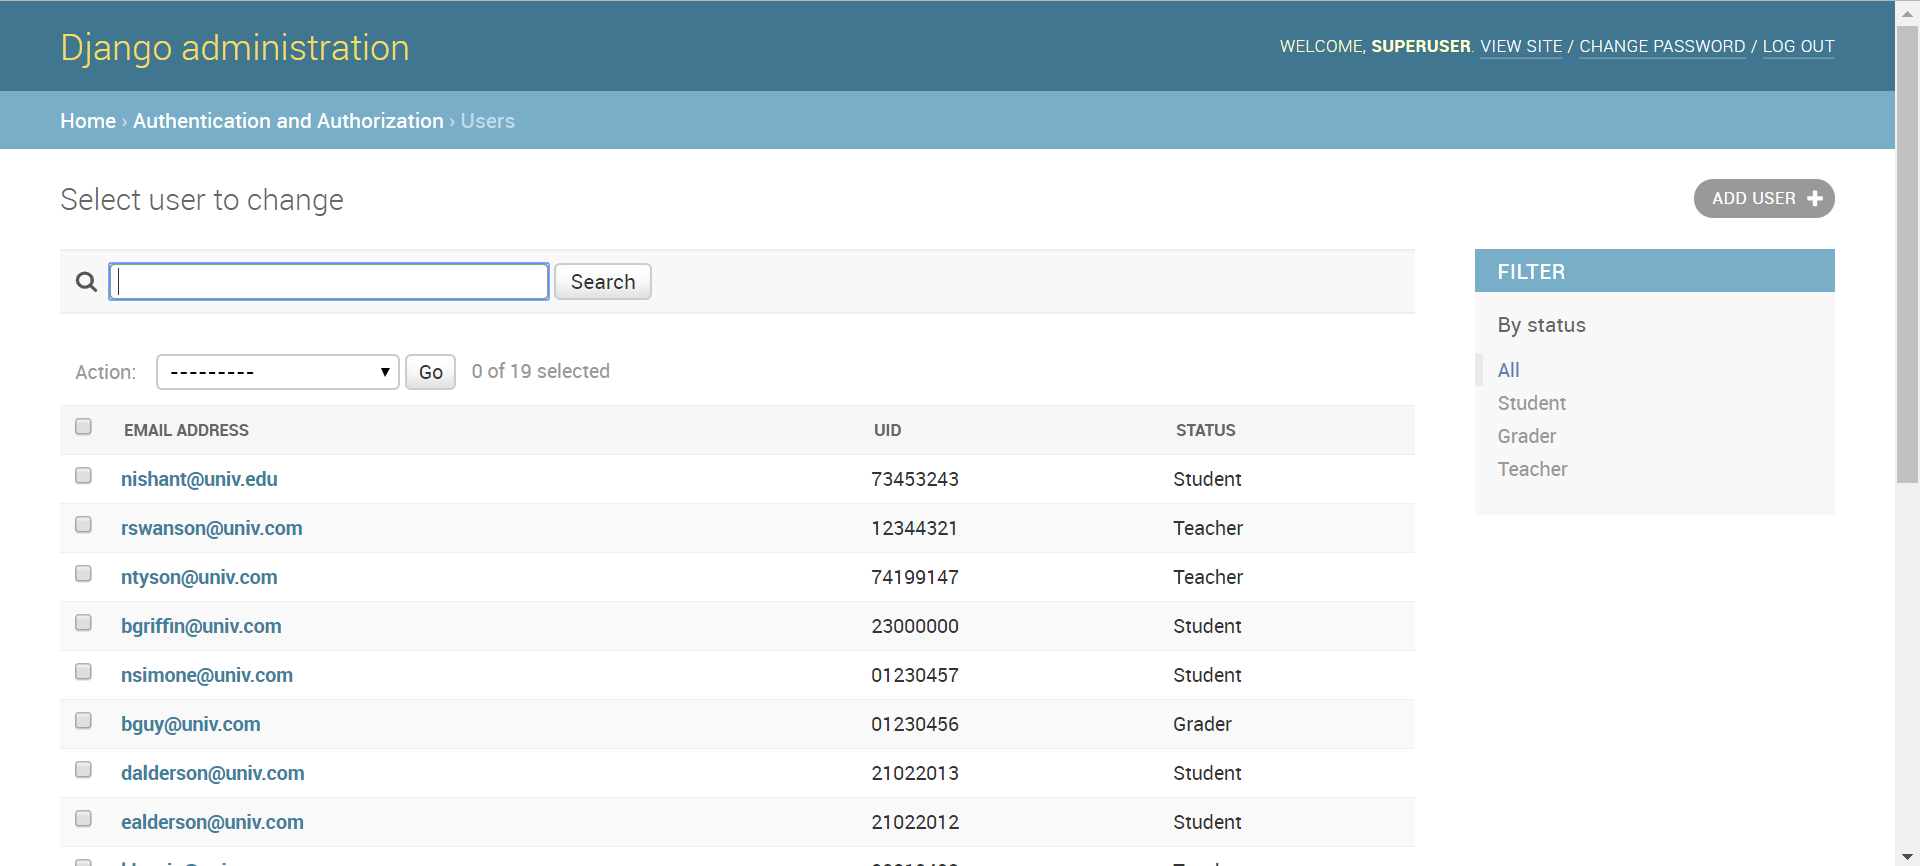 Django administration
WELCOME, SUPERUSER. VIEW SITE / CHANGE PASSWORD / LOG OUT
Home › Authentication and Authorization › Users
Select user to change
ADD USER
Search
Action: --------- Go 0 of 19 selected
EMAIL ADDRESS UID STATUS
nishant@univ.edu 73453243 Student
rswanson@univ.com 12344321 Teacher
ntyson@univ.com 74199147 Teacher
bgriffin@univ.com 23000000 Student
nsimone@univ.com 01230457 Student
bguy@univ.com 01230456 Grader
dalderson@univ.com 21022013 Student
ealderson@univ.com 21022012 Student
FILTER
By status
All
Student
Grader
Teacher